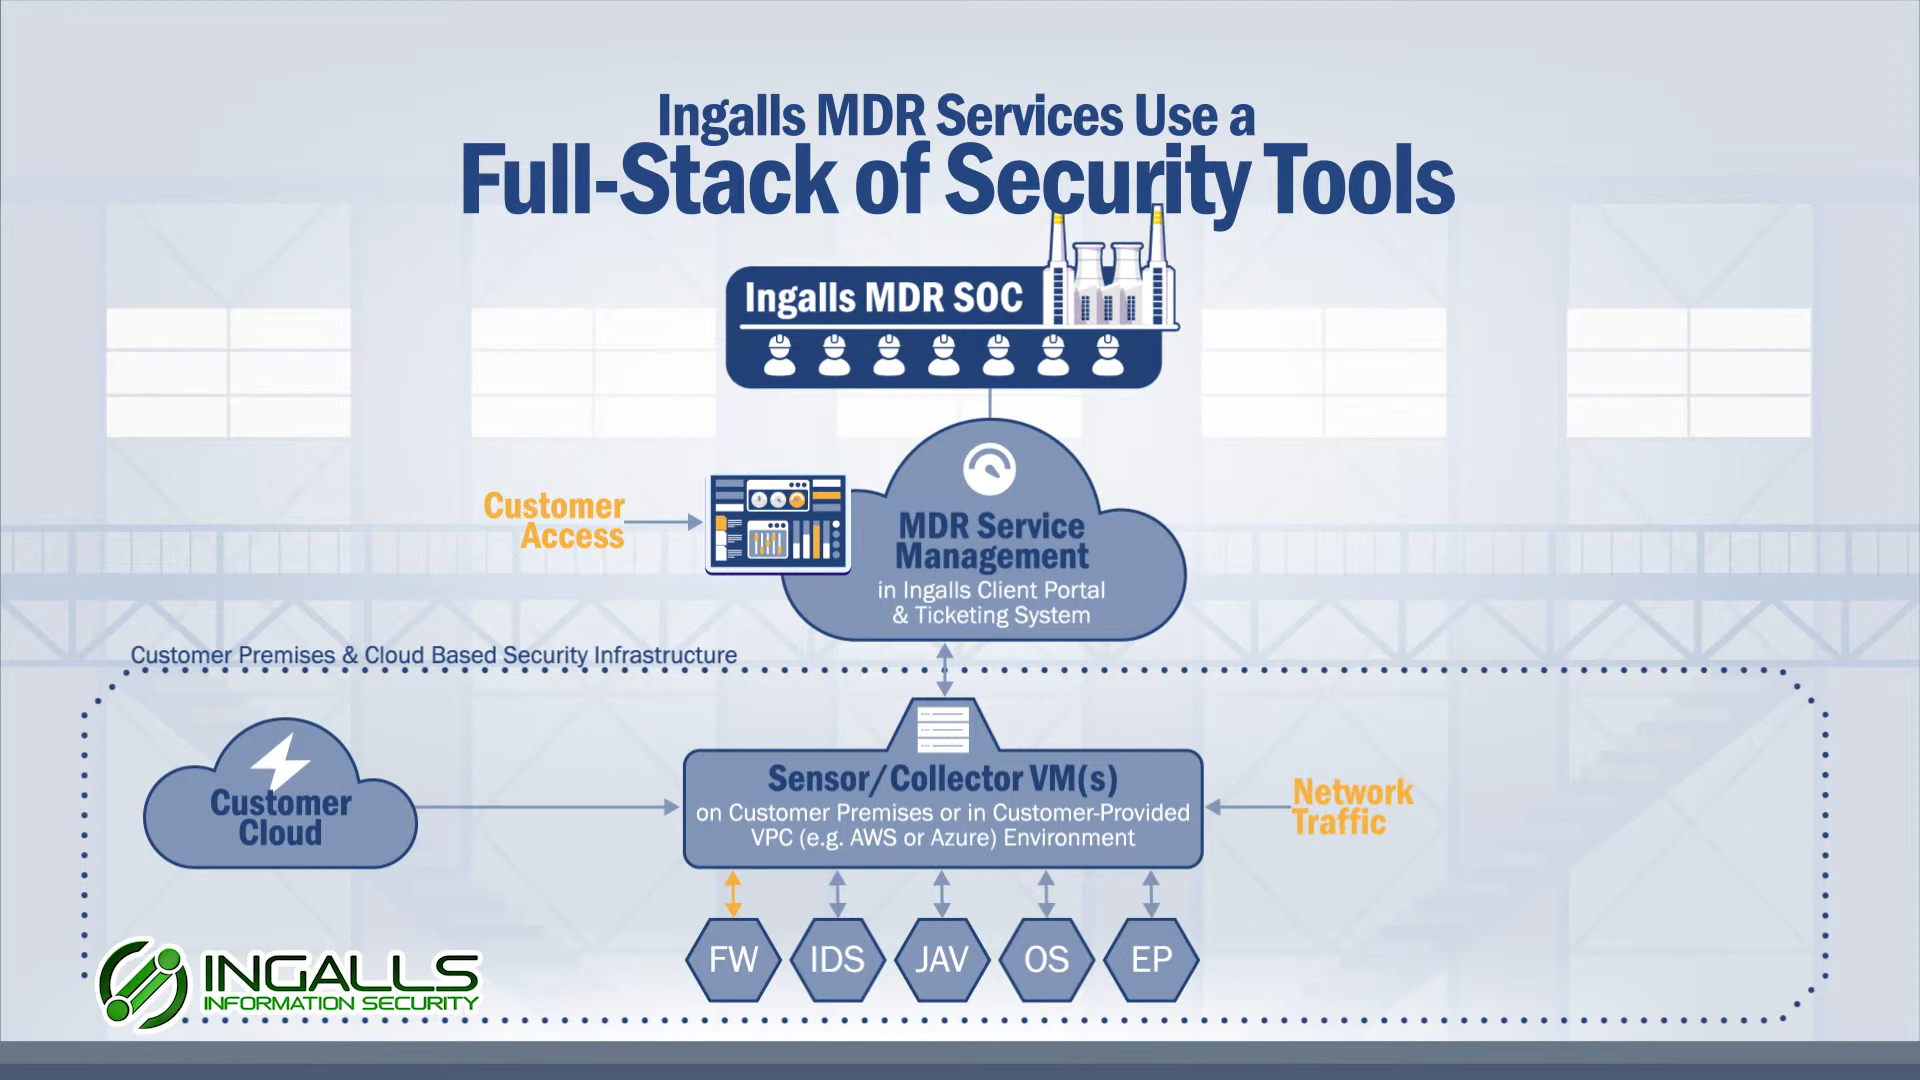 Ingalls MDR Services Use a
Full-Stack of Security Tools
Ingalls MDR SOC
Customer
Access
MDR Service
Management
in Ingalls Client Portal
& Ticketing System
Customer Premises & Cloud Based Security Infrastructure
Customer
Cloud
Sensor/Collector VM(s)
on Customer Premises or in Customer-Provided
VPC (e.g. AWS or Azure) Environment
Network
Traffic
FW
IDS
JAV
OS
EP
INGALLS
INFORMATION SECURITY